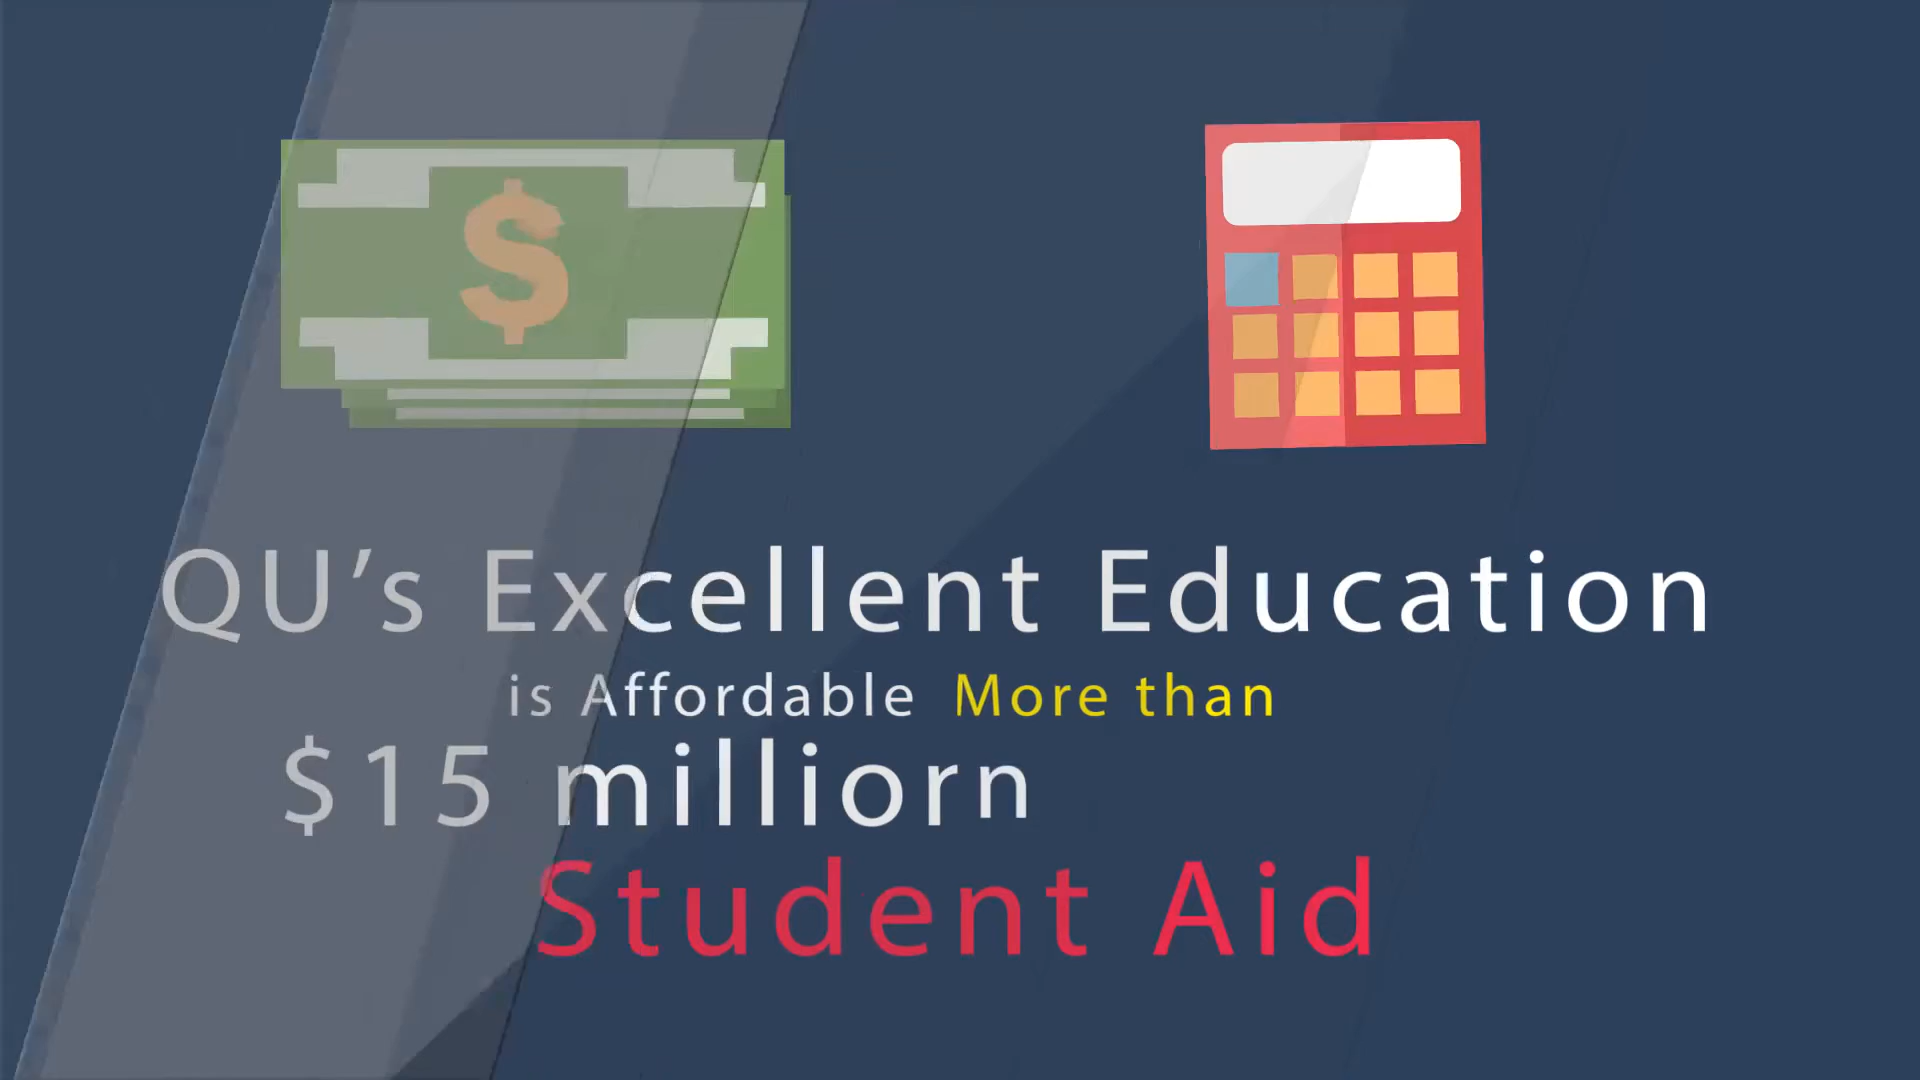 $
QU’s Excellent Education
is Affordable More than
$15 milliorn
Student Aid